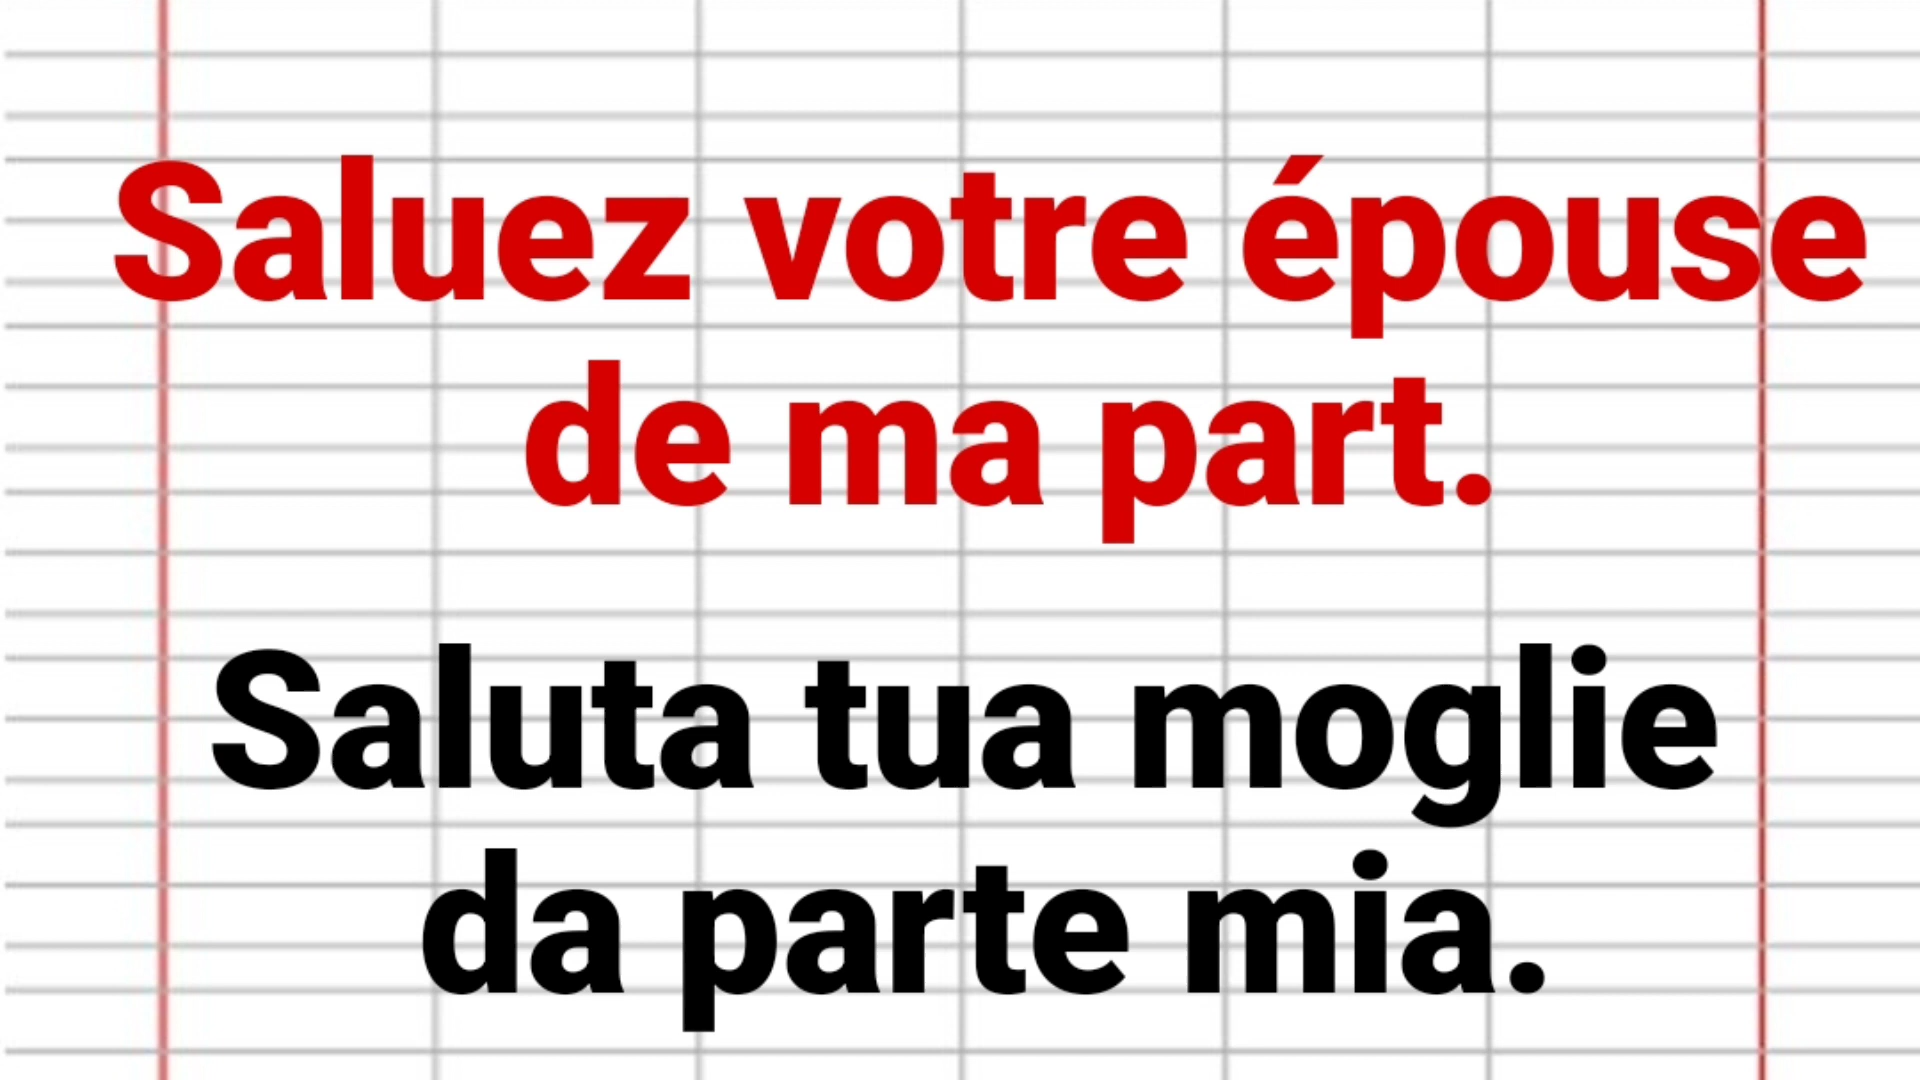 Saluez votre épouse
de ma part.
Saluta tua moglie
da parte mia.